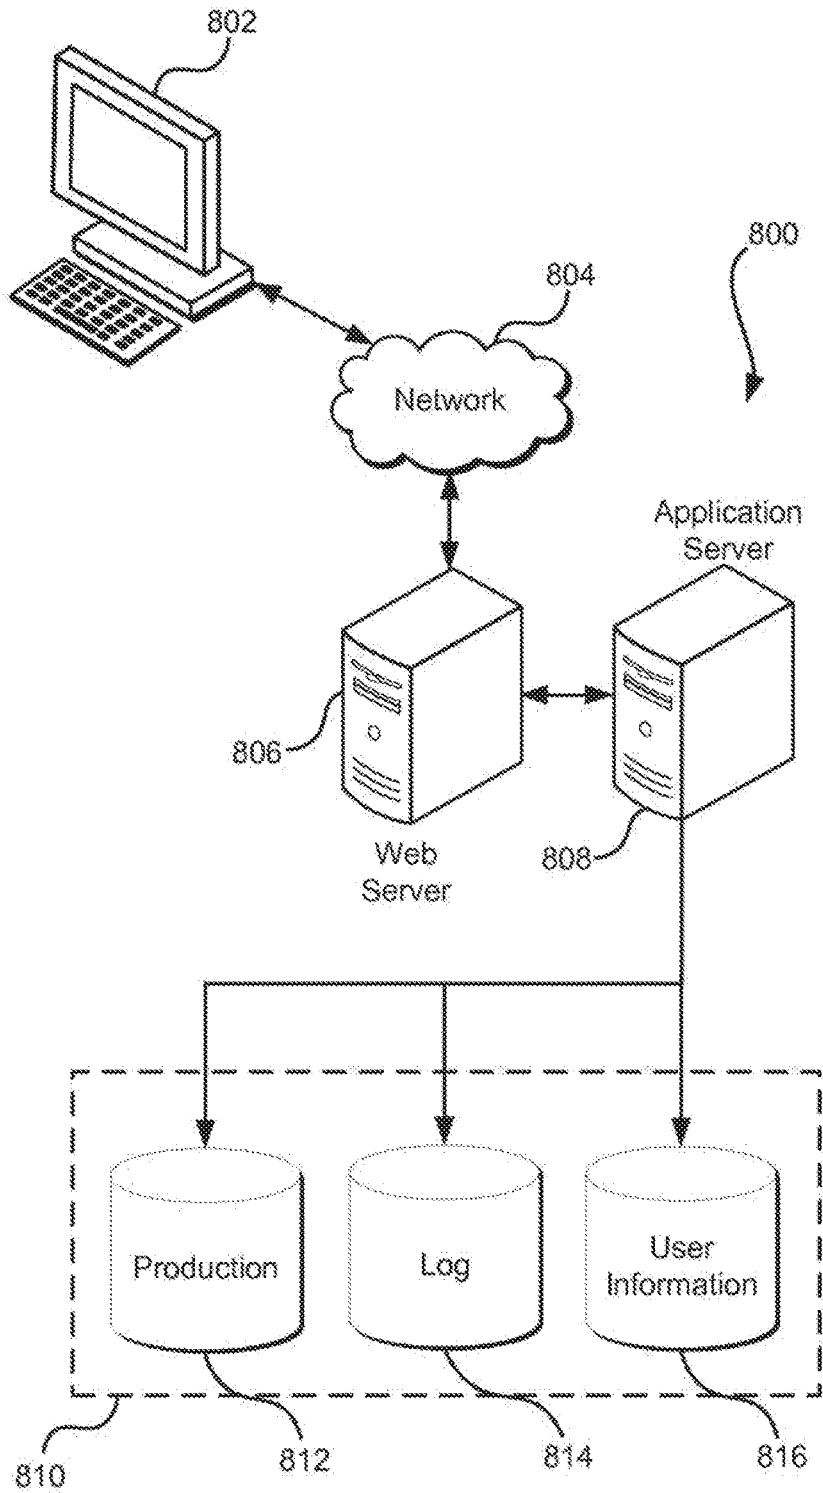 802
800
804
Network
Application
Server
806
Web
Server
808
Production
Log
User
Information
810
812
814
816